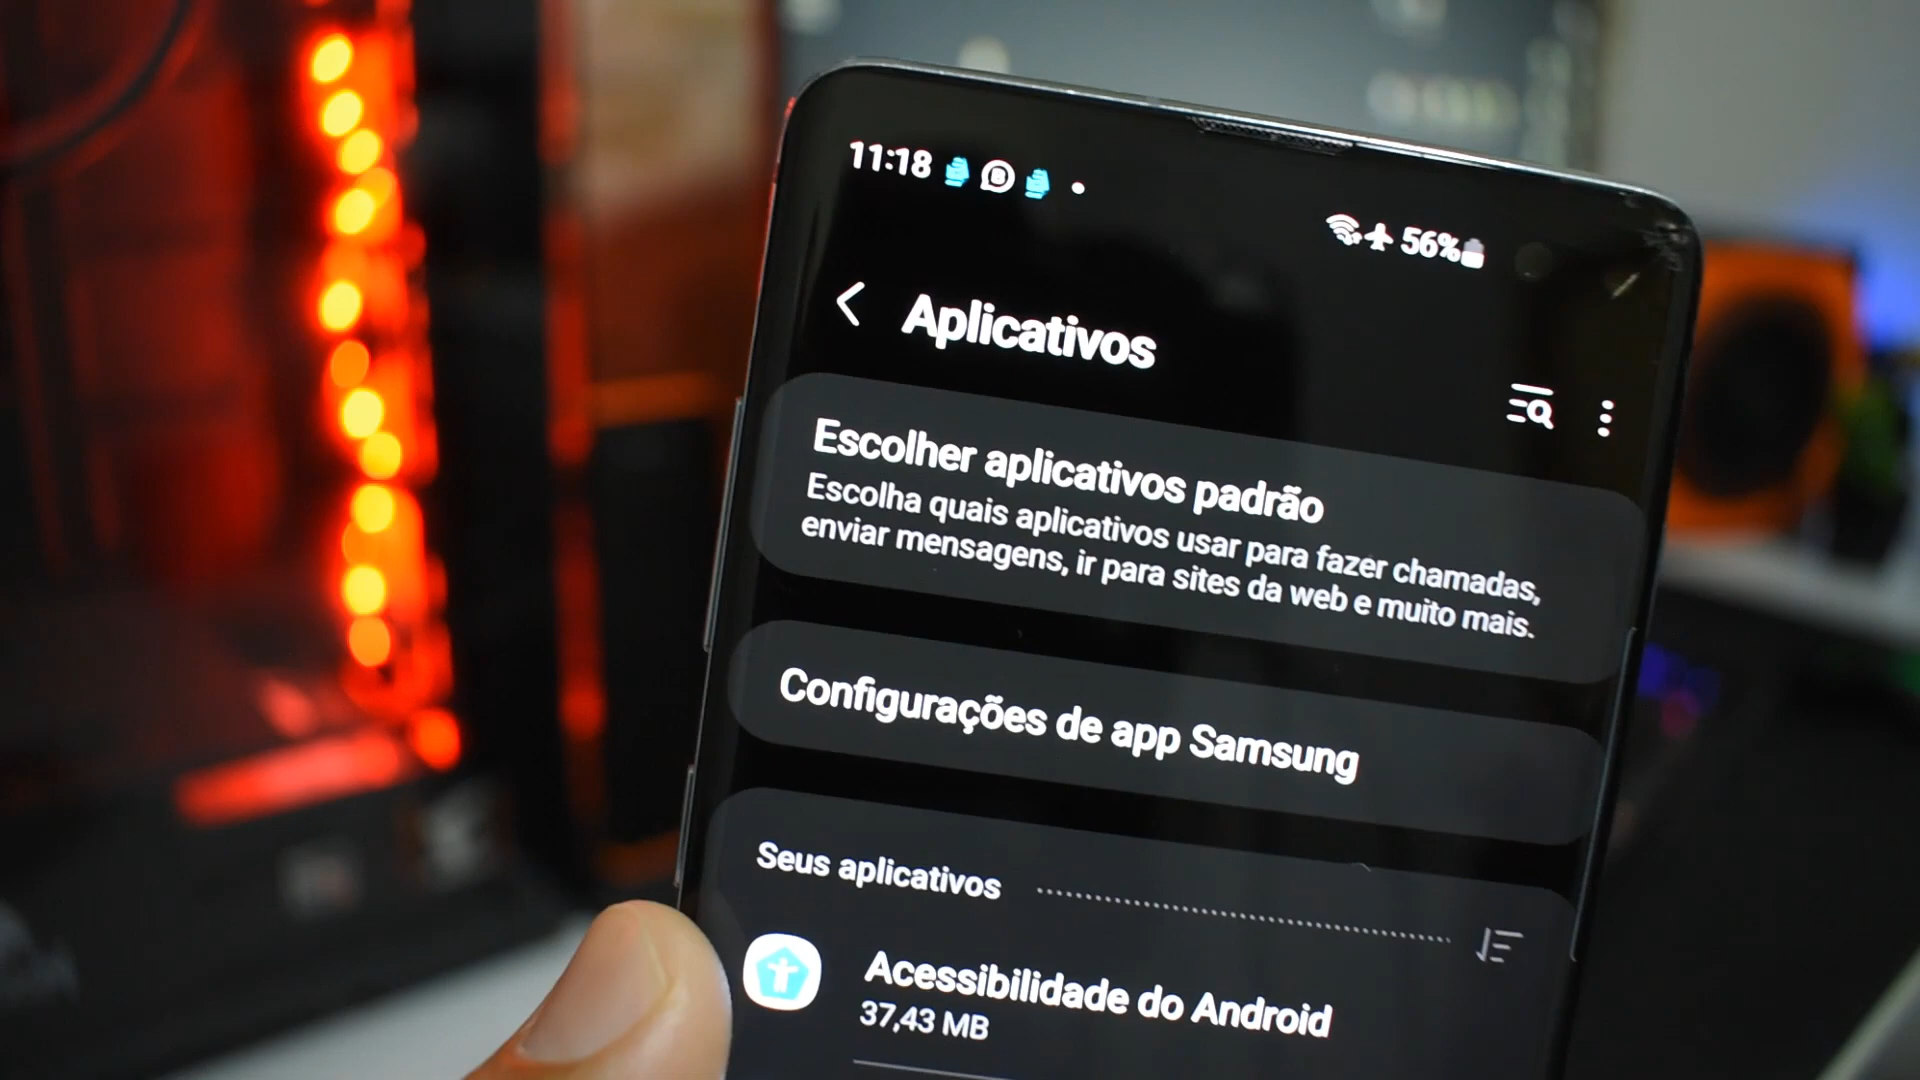 11:18
56%
Aplicativos
Escolher aplicativos padrão
Escolha quais aplicativos usar para fazer chamadas,
enviar mensagens, ir para sites da web e muito mais.
Configurações de app Samsung
Seus aplicativos
Acessibilidade do Android
37,43 MB